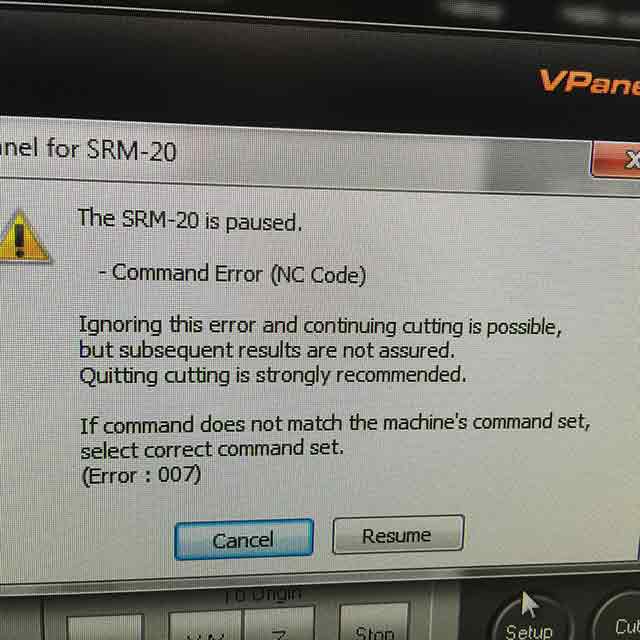 VPane
nel for SRM-20
X
The SRM-20 is paused.
- Command Error (NC Code)
Ignoring this error and continuing cutting is possible,
but subsequent results are not assured.
Quitting cutting is strongly recommended.
If command does not match the machine's command set,
select correct command set.
(Error : 007)
Cancel
Resume
To Origin
Z
Stop
Setup
Cut